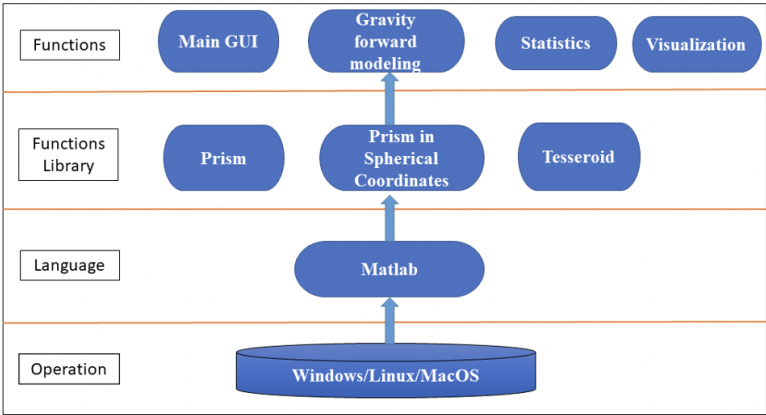 Functions
Main GUI
Gravity
forward
modeling
Statistics
Visualization
Functions
Library
Prism
Prism in
Spherical
Coordinates
Tesseroid
Language
Matlab
Operation
Windows/Linux/MacOS